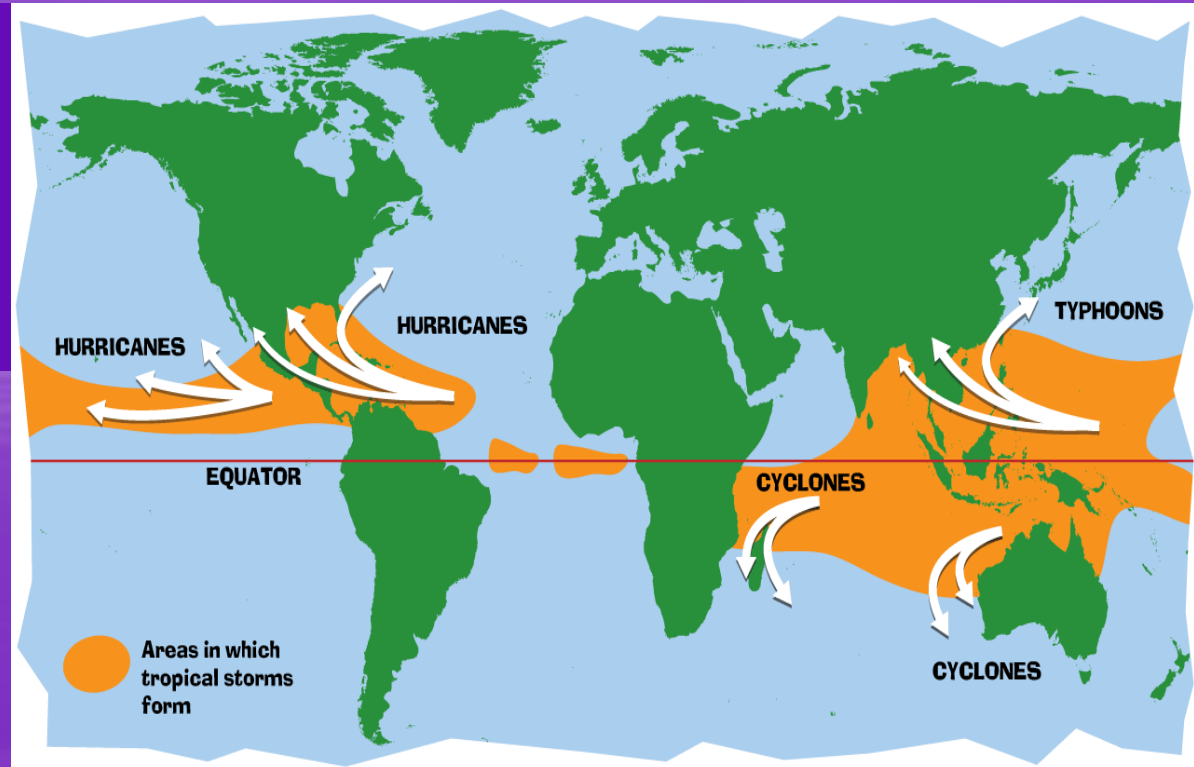 HURRICANES
HURRICANES
TYPHOONS
EQUATOR
CYCLONES
CYCLONES
Areas in which
tropical storms
form